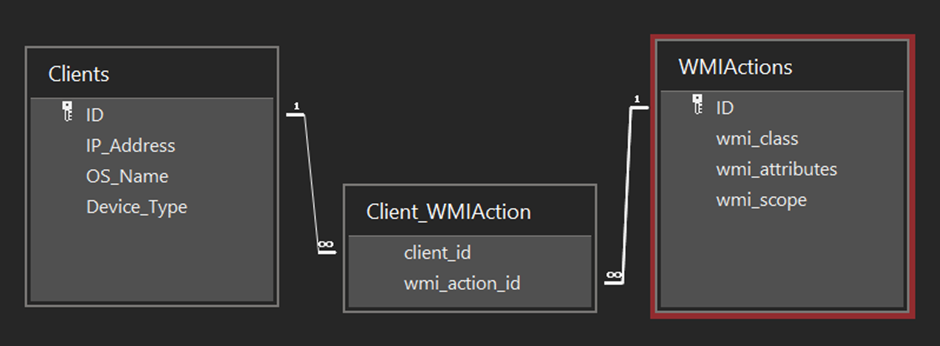 Clients
ID
IP_Address
OS_Name
Device_Type
1
∞
Client_WMIAction
client_id
wmi_action_id
1
∞
WMIActions
ID
wmi_class
wmi_attributes
wmi_scope